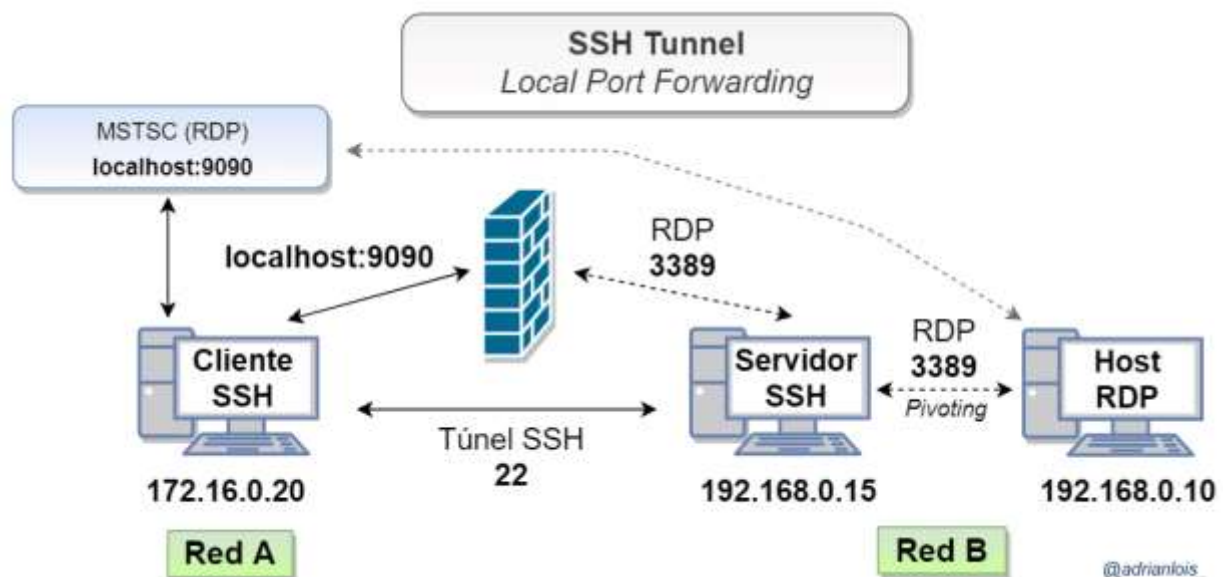 SSH Tunnel
Local Port Forwarding
MSTSC (RDP)
localhost:9090
localhost:9090
RDP
3389
Cliente
SSH
Servidor
SSH
RDP
3389
Pivoting
Host
RDP
Túnel SSH
22
172.16.0.20
192.168.0.15
192.168.0.10
Red A
Red B
@adrianlois_